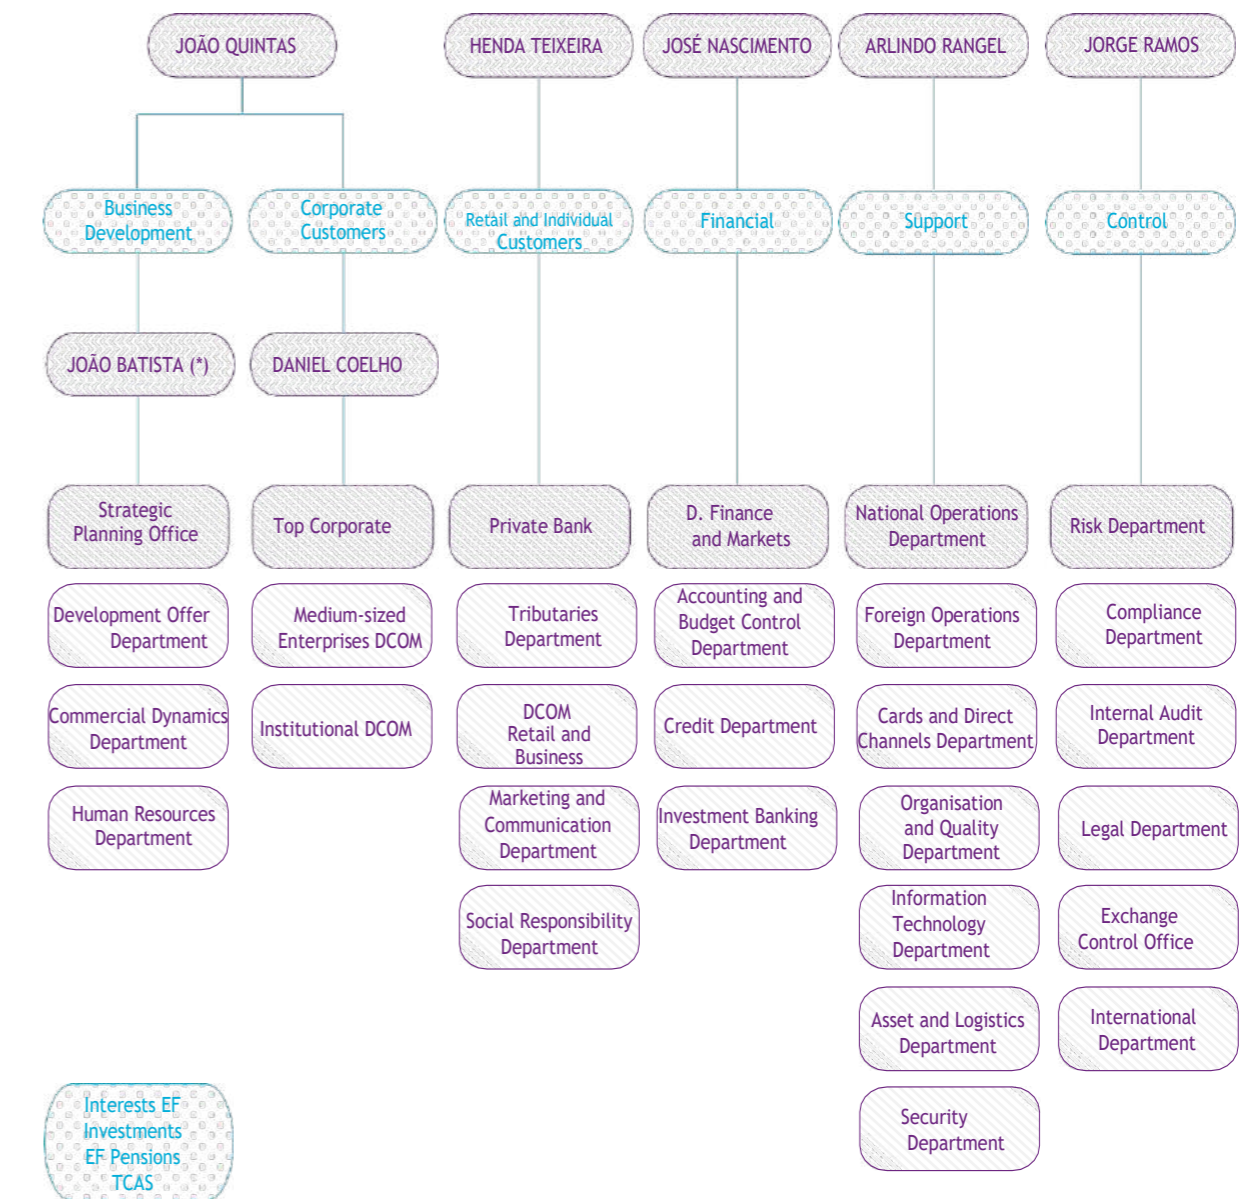 JOÃO QUINTAS
HENDA TEIXEIRA
JOSÉ NASCIMENTO
ARLINDO RANGEL
JORGE RAMOS
Business
Development
Corporate
Customers
Retail and Individual
Customers
Financial
Support
Control
JOÃO BATISTA (*)
DANIEL COELHO
Strategic
Planning Office
Top Corporate
Private Bank
D. Finance
and Markets
National Operations
Department
Risk Department
Development Offer
Department
Medium-sized
Enterprises DCOM
Tributaries
Department
Accounting and
Budget Control
Department
Foreign Operations
Department
Compliance
Department
Commercial Dynamics
Department
Institutional DCOM
DCOM
Retail and
Business
Credit Department
Cards and Direct
Channels Department
Internal Audit
Department
Human Resources
Department
Marketing and
Communication
Department
Investment Banking
Department
Organisation
and Quality
Department
Legal Department
Social Responsibility
Department
Information
Technology
Department
Exchange
Control Office
Asset and Logistics
Department
International
Department
Interests EF
Investments
EF Pensions
TCAS
Security
Department